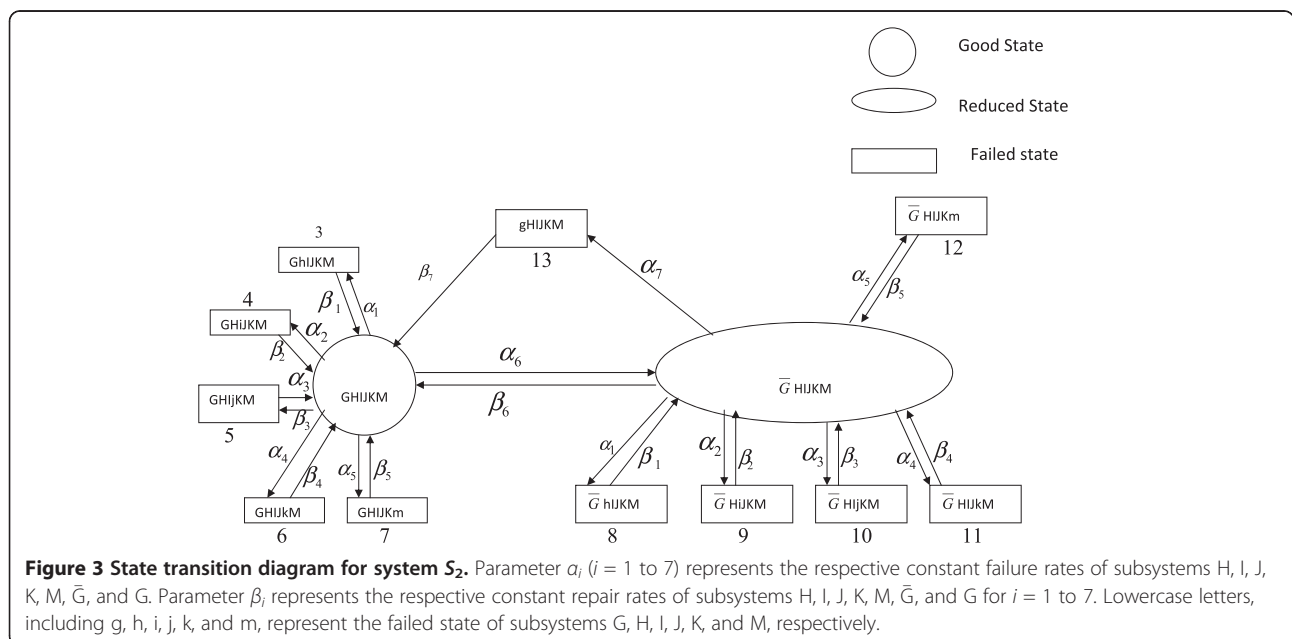 Good State
Reduced State
Failed state
G̅ HIJKm
12
gHIJKM
13
3
GhIJKM
β7
α7
α5
β5
β1
α1
4
GHiJKM
α2
β2
α6
GHIjKM
α3
β3
5
GHIJKM
G̅ HIJKM
β6
α4
β4
α5
β5
α1
β1
α2
β2
α3
β3
α4
β4
GHIJkM
GHIJKm
G̅ hIJKM
G̅ HiJKM
G̅ HIjKM
G̅ HIJkM
6
7
8
9
10
11
Figure 3 State transition diagram for system S2. Parameter αi (i = 1 to 7) represents the respective constant failure rates of subsystems H, I, J,
K, M, G̅, and G. Parameter βi represents the respective constant repair rates of subsystems H, I, J, K, M, G̅, and G for i = 1 to 7. Lowercase letters,
including g, h, i, j, k, and m, represent the failed state of subsystems G, H, I, J, K, and M, respectively.